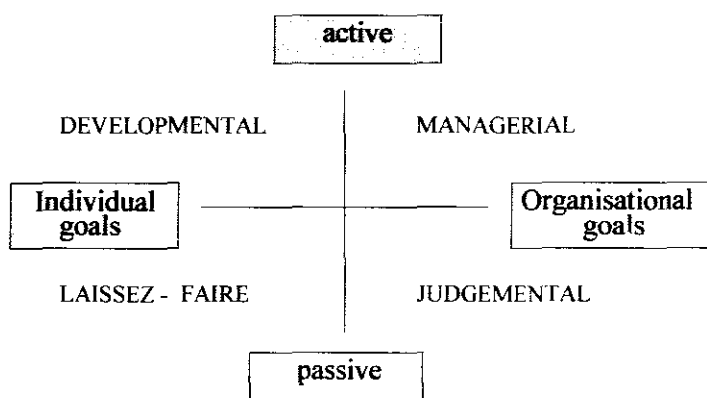 active
DEVELOPMENTAL
MANAGERIAL
Individual
goals
Organisational
goals
LAISSEZ - FAIRE
JUDGEMENTAL
passive